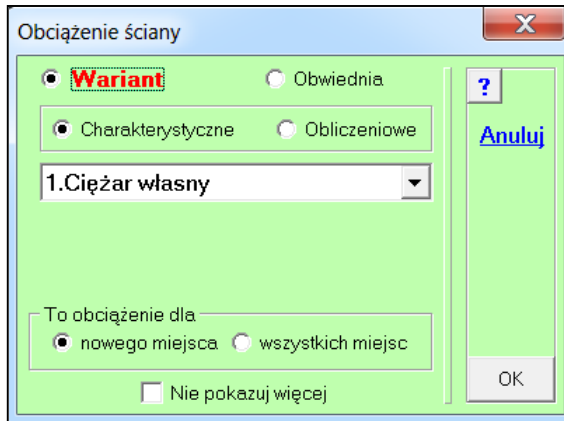 Obciążenie ściany
Wariant
Obwiednia
?
Charakterystyczne
Obliczeniowe
Anuluj
1.Ciężar własny
To obciążenie dla
nowego miejsca
wszystkich miejsc
Nie pokazuj więcej
OK